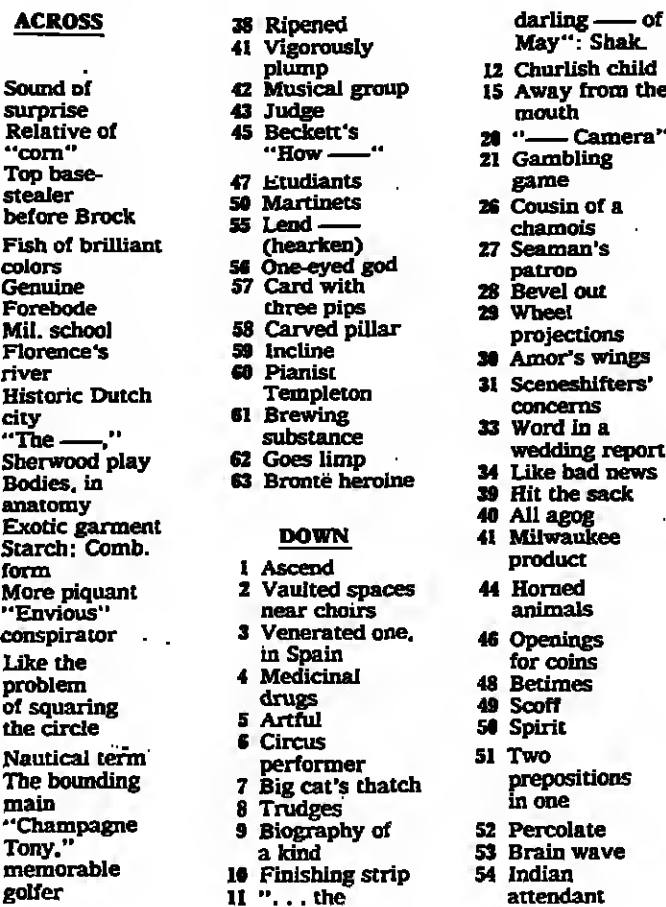 ACROSS
Sound of
surprise
Relative of
"corn"
Top base-
stealer
before Brock
Fish of brilliant
colors
Genuine
Forebode
Mil. school
Florence's
river
Historic Dutch
city
"The ——,"
Sherwood play
Bodies, in
anatomy
Exotic garment
Starch: Comb.
form
More piquant
"Envious"
conspirator
Like the
problem
of squaring
the circle
Nautical term
The bounding
main
"Champagne
Tony,"
memorable
golfer
38 Ripened
41 Vigorously
plump
42 Musical group
43 Judge
45 Beckett's
"How ——"
47 Etudiants
50 Martinets
55 Lend ——
(hearken)
56 One-eyed god
57 Card with
three pips
58 Carved pillar
59 Incline
60 Pianist
Templeton
61 Brewing
substance
62 Goes limp
63 Brontë heroine
DOWN
1 Ascend
2 Vaulted spaces
near choirs
3 Venerated one,
in Spain
4 Medicinal
drugs
5 Artful
6 Circus
performer
7 Big cat's thatch
8 Trudges
9 Biography of
a kind
10 Finishing strip
11 ". . . the
darling —— of
May": Shak.
12 Churlish child
15 Away from the
mouth
20 "—— Camera"
21 Gambling
game
26 Cousin of a
chamois
27 Seaman's
patron
28 Bevel out
29 Wheel
projections
30 Amor's wings
31 Sceneshifters'
concerns
33 Word in a
wedding report
34 Like bad news
39 Hit the sack
40 All agog
41 Milwaukee
product
44 Horned
animals
46 Openings
for coins
48 Betimes
49 Scoff
50 Spirit
51 Two
prepositions
in one
52 Percolate
53 Brain wave
54 Indian
attendant